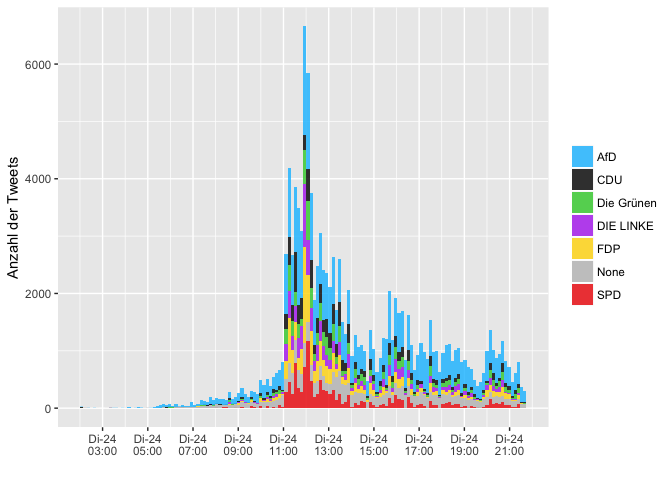 Anzahl der Tweets
6000
4000
2000
0
Di-24 Di-24 Di-24 Di-24 Di-24 Di-24 Di-24 Di-24 Di-24 Di-24
03:00 05:00 07:00 09:00 11:00 13:00 15:00 17:00 19:00 21:00
AfD
CDU
Die Grünen
DIE LINKE
FDP
None
SPD